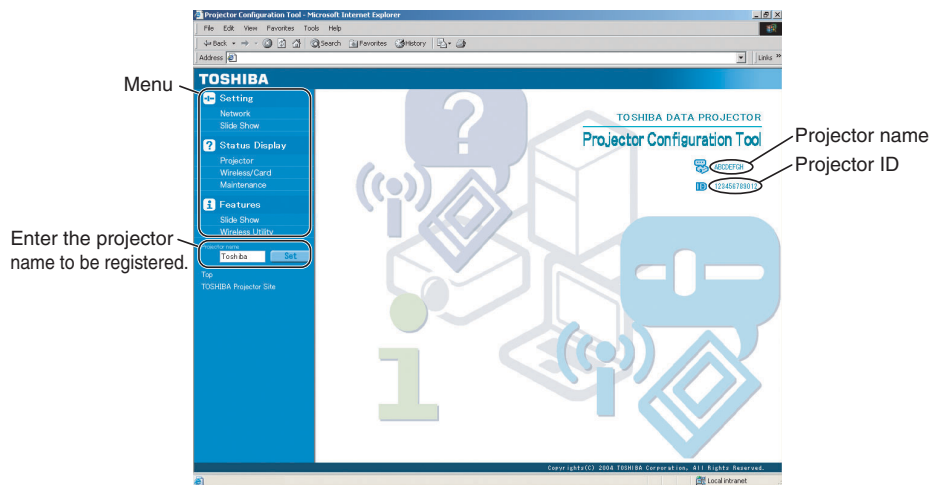 Projector Configuration Tool - Microsoft Internet Explorer
File Edit View Favorites Tools Help
Back Search Favorites History
Address Links »
TOSHIBA
Menu
Setting
Network
Slide Show
Status Display
Projector
Wireless/Card
Maintenance
Features
Slide Show
Wireless Utility
Enter the projector
name to be registered.
Projector name
Toshiba Set
Top
TOSHIBA Projector Site
TOSHIBA DATA PROJECTOR
Projector Configuration Tool
ABCDEFGH
Projector name
ID 123456789012
Projector ID
Copyrights(C) 2004 TOSHIBA Corporation, All Rights Reserved.
Local intranet